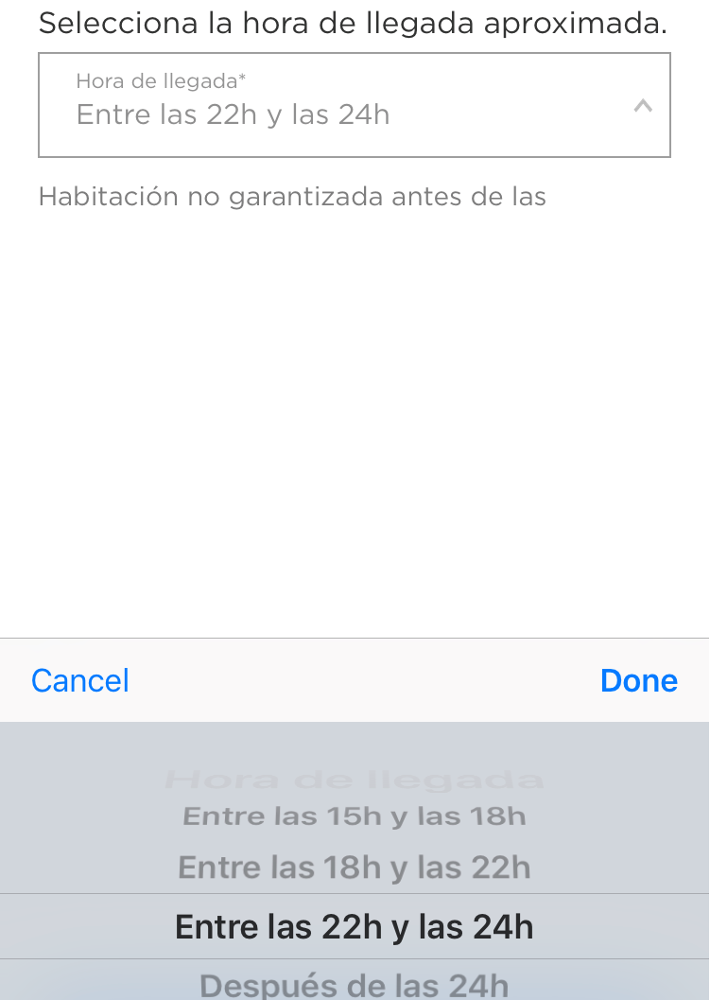 Selecciona la hora de llegada aproximada.
Hora de llegada*
Entre las 22h y las 24h
Habitación no garantizada antes de las
Cancel
Done
Hora de llegada
Entre las 15h y las 18h
Entre las 18h y las 22h
Entre las 22h y las 24h
Después de las 24h